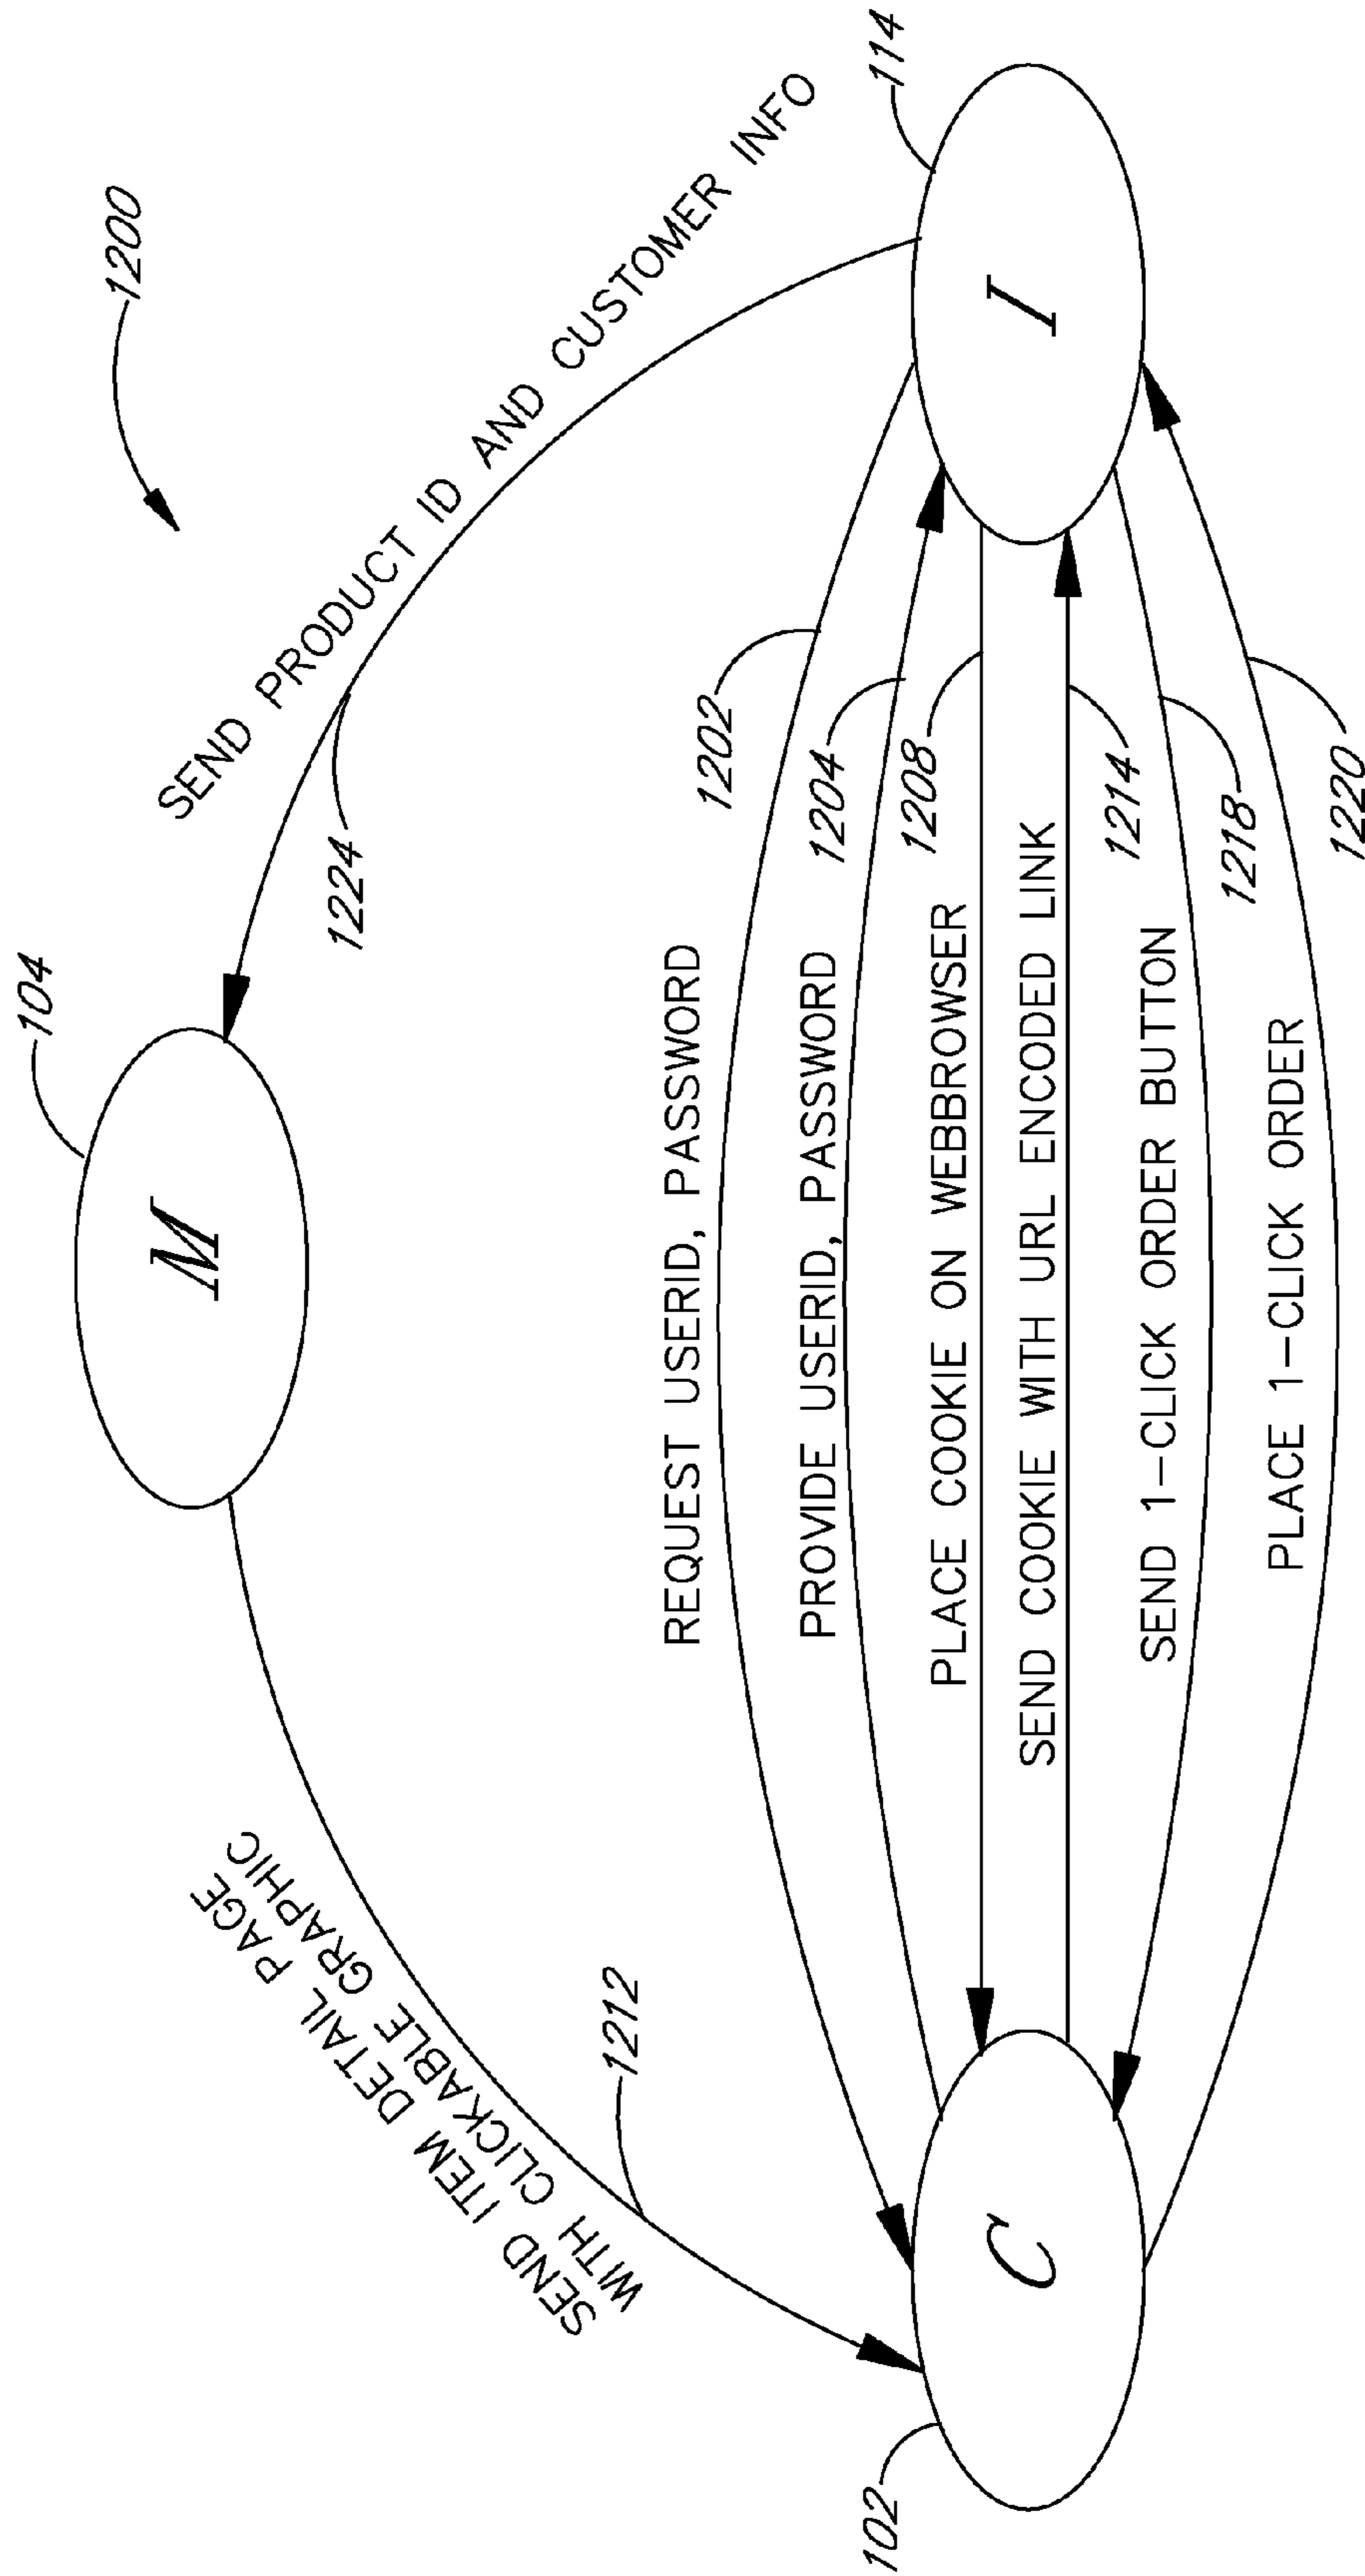 1200
104
M
SEND PRODUCT ID AND CUSTOMER INFO
1224
SEND ITEM DETAIL PAGE
WITH CLICKABLE GRAPHIC
1212
REQUEST USERID, PASSWORD
1202
PROVIDE USERID, PASSWORD
1204
PLACE COOKIE ON WEBBROWSER
1208
SEND COOKIE WITH URL ENCODED LINK
1214
SEND 1-CLICK ORDER BUTTON
1218
PLACE 1-CLICK ORDER
1220
102
C
114
I